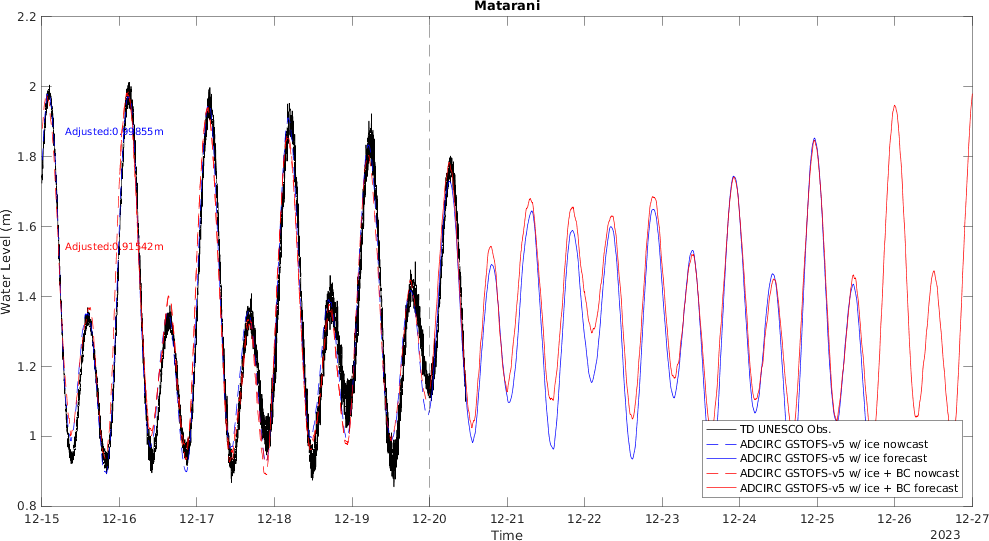 Matarani
2.2
2
1.8
1.6
1.4
1.2
1
0.8
Water Level (m)
Adjusted:0.99855m
Adjusted:0.91542m
TD UNESCO Obs.
ADCIRC GSTOFS-v5 w/ ice nowcast
ADCIRC GSTOFS-v5 w/ ice forecast
ADCIRC GSTOFS-v5 w/ ice + BC nowcast
ADCIRC GSTOFS-v5 w/ ice + BC forecast
12-15 12-16 12-17 12-18 12-19 12-20 12-21 12-22 12-23 12-24 12-25 12-26 12-27
Time
2023